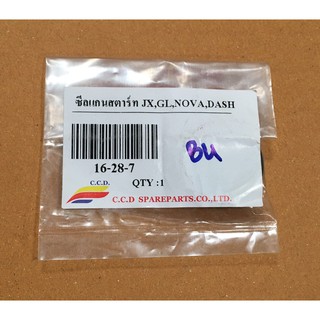 ซีลแกนสตาร์ท JX,GL,NOVA,DASH
BU
16-28-7
C.C.D. QTY :1
C.C.D SPAREPARTS.CO.,LTD.